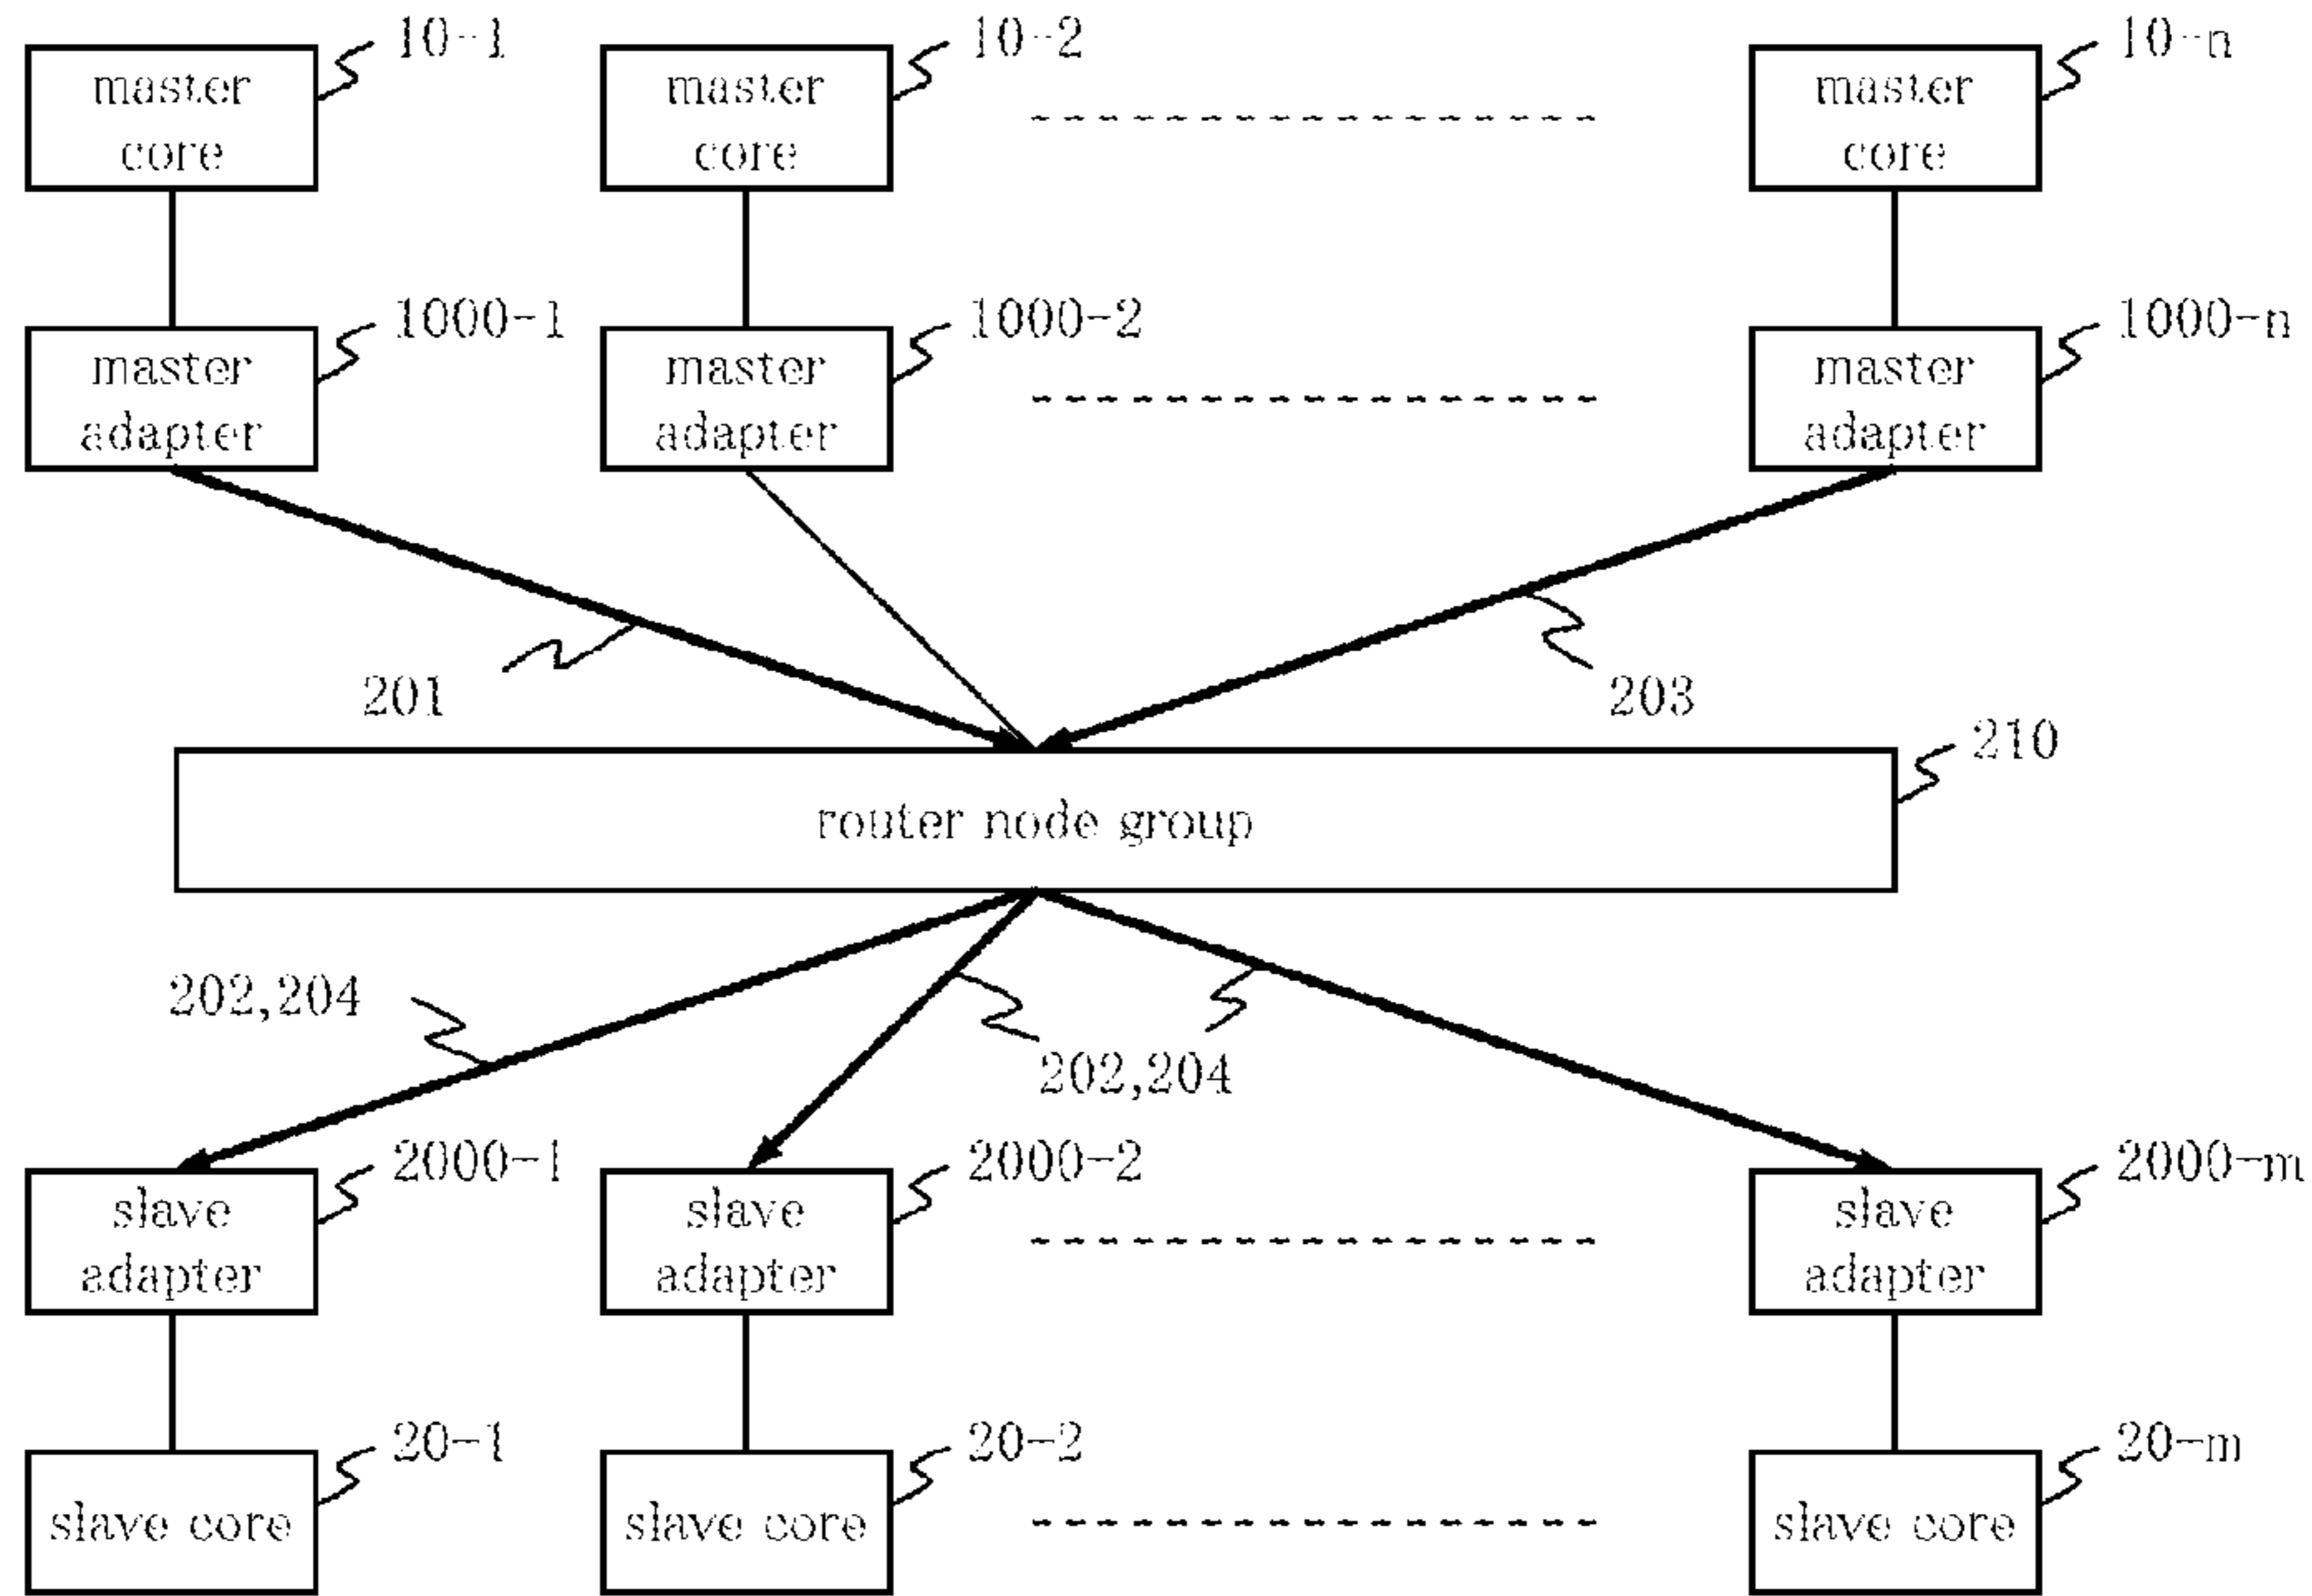 10-1
10-2
10-n
master
core
master
core
master
core
1000-1
1000-2
1000-n
master
adapter
master
adapter
master
adapter
201
203
210
router node group
202,204
202,204
2000-1
2000-2
2000-m
slave
adapter
slave
adapter
slave
adapter
20-1
20-2
20-m
slave core
slave core
slave core